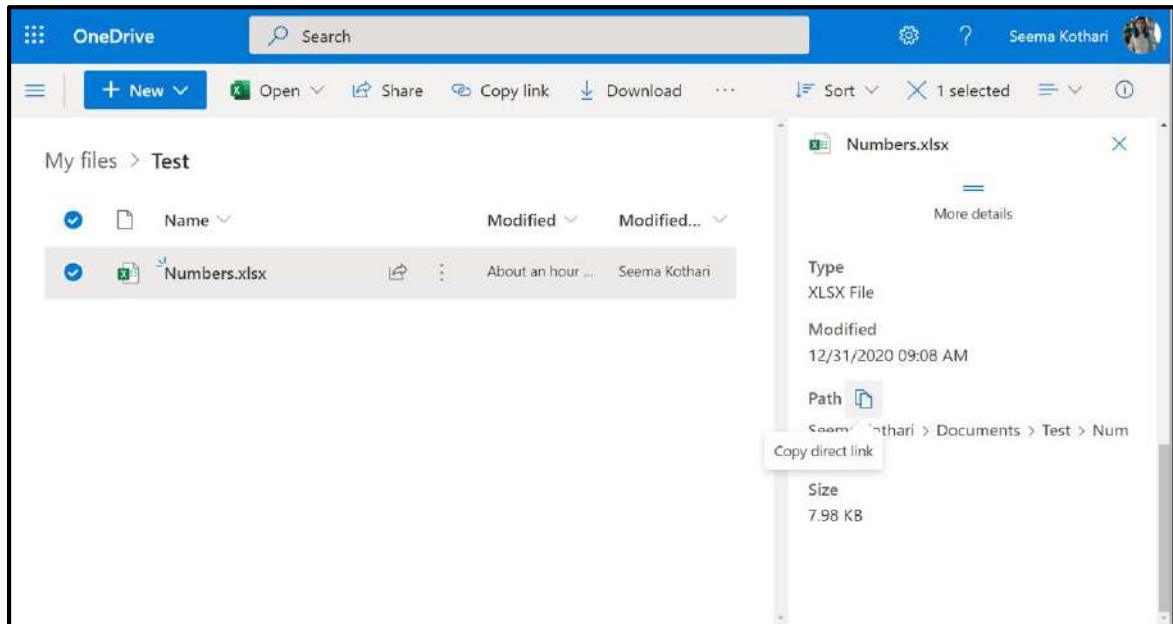 OneDrive Search Seema Kothari
New Open Share Copy link Download ... Sort 1 selected
My files > Test
Name Modified Modified...
Numbers.xlsx About an hour ... Seema Kothari
Numbers.xlsx
More details
Type
XLSX File
Modified
12/31/2020 09:08 AM
Path
> Documents > Test > Num
Copy direct link
Size
7.98 KB